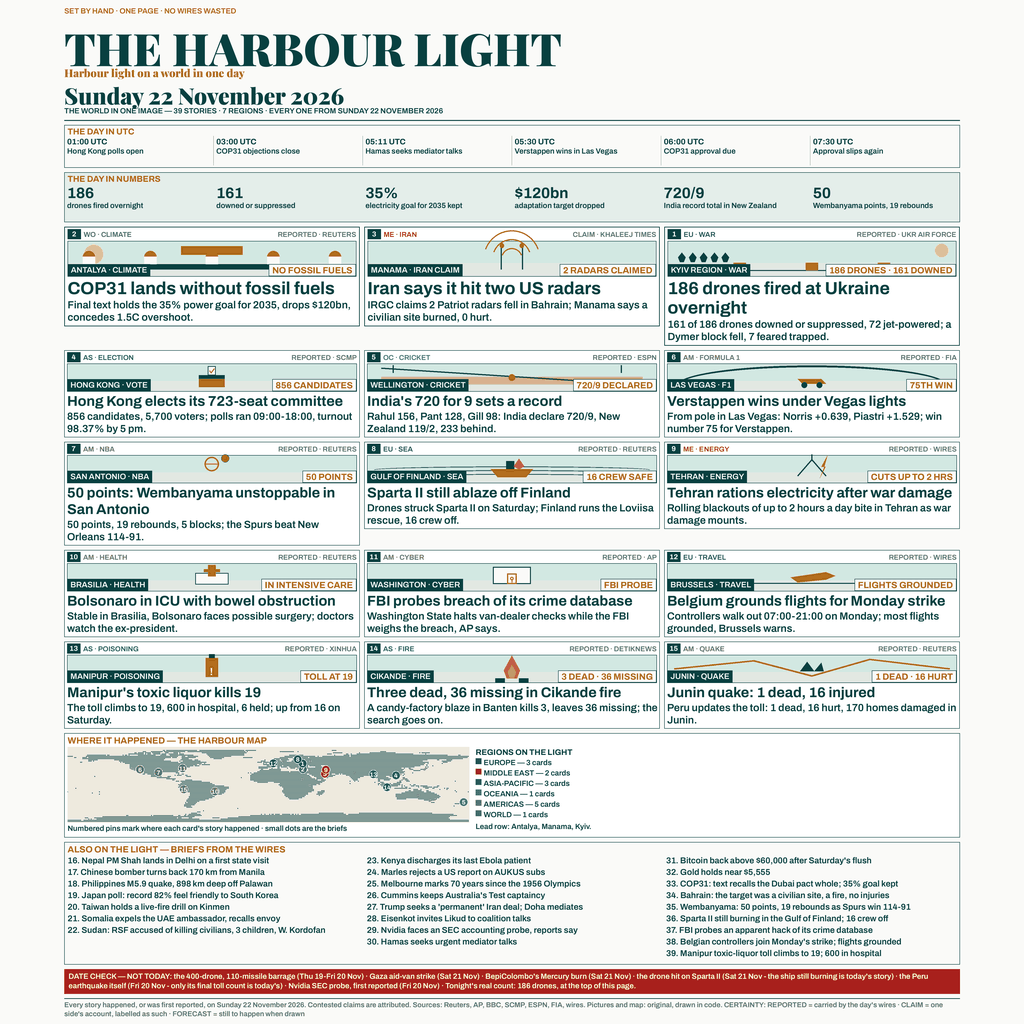 SET BY HAND · ONE PAGE · NO WIRES WASTED
THE HARBOUR LIGHT
Harbour light on a world in one day
Sunday 22 November 2026
THE WORLD IN ONE IMAGE — 39 STORIES · 7 REGIONS · EVERY ONE FROM SUNDAY 22 NOVEMBER 2026
THE DAY IN UTC
01:00 UTC
Hong Kong polls open
03:00 UTC
COP31 objections close
05:11 UTC
Hamas seeks mediator talks
05:30 UTC
Verstappen wins in Las Vegas
06:00 UTC
COP31 approval due
07:30 UTC
Approval slips again
THE DAY IN NUMBERS
186
drones fired overnight
161
downed or suppressed
35%
electricity goal for 2035 kept
$120bn
adaptation target dropped
720/9
India record total in New Zealand
50
Wembanyama points, 19 rebounds
2 WO · CLIMATE REPORTED · REUTERS
ANTALYA · CLIMATE NO FOSSIL FUELS
COP31 lands without fossil fuels
Final text holds the 35% power goal for 2035, drops $120bn,
concedes 1.5C overshoot.
3 ME · IRAN CLAIM · KHALEEJ TIMES
MANAMA · IRAN CLAIM 2 RADARS CLAIMED
Iran says it hit two US radars
IRGC claims 2 Patriot radars fell in Bahrain; Manama says a
civilian site burned, 0 hurt.
1 EU · WAR REPORTED · UKR AIR FORCE
KYIV REGION · WAR 186 DRONES · 161 DOWNED
186 drones fired at Ukraine
overnight
161 of 186 drones downed or suppressed, 72 jet-powered; a
Dymer block fell, 7 feared trapped.
4 AS · ELECTION REPORTED · SCMP
HONG KONG · VOTE 856 CANDIDATES
Hong Kong elects its 723-seat committee
856 candidates, 5,700 voters; polls ran 09:00-18:00, turnout
98.37% by 5 pm.
5 OC · CRICKET REPORTED · ESPN
WELLINGTON · CRICKET 720/9 DECLARED
India's 720 for 9 sets a record
Rahul 156, Pant 128, Gill 98: India declare 720/9, New
Zealand 119/2, 233 behind.
6 AM · FORMULA 1 REPORTED · FIA
LAS VEGAS · F1 75TH WIN
Verstappen wins under Vegas lights
From pole in Las Vegas: Norris +0.639, Piastri +1.529; win
number 75 for Verstappen.
7 AM · NBA REPORTED · REUTERS
SAN ANTONIO · NBA 50 POINTS
50 points: Wembanyama unstoppable in
San Antonio
50 points, 19 rebounds, 5 blocks; the Spurs beat New
Orleans 114-91.
8 EU · SEA REPORTED · REUTERS
GULF OF FINLAND · SEA 16 CREW SAFE
Sparta II still ablaze off Finland
Drones struck Sparta II on Saturday; Finland runs the Loviisa
rescue, 16 crew off.
9 ME · ENERGY REPORTED · WIRES
TEHRAN · ENERGY CUTS UP TO 2 HRS
Tehran rations electricity after war damage
Rolling blackouts of up to 2 hours a day bite in Tehran as war
damage mounts.
10 AM · HEALTH REPORTED · REUTERS
BRASILIA · HEALTH IN INTENSIVE CARE
Bolsonaro in ICU with bowel obstruction
Stable in Brasilia, Bolsonaro faces possible surgery; doctors
watch the ex-president.
11 AM · CYBER REPORTED · AP
WASHINGTON · CYBER FBI PROBE
FBI probes breach of its crime database
Washington State halts van-dealer checks while the FBI
weighs the breach, AP says.
12 EU · TRAVEL REPORTED · WIRES
BRUSSELS · TRAVEL FLIGHTS GROUNDED
Belgium grounds flights for Monday strike
Controllers walk out 07:00-21:00 on Monday; most flights
grounded, Brussels warns.
13 AS · POISONING REPORTED · XINHUA
MANIPUR · POISONING TOLL AT 19
Manipur's toxic liquor kills 19
The toll climbs to 19, 600 in hospital, 6 held; up from 16 on
Saturday.
14 AS · FIRE REPORTED · DETIKNEWS
CIKANDE · FIRE 3 DEAD · 36 MISSING
Three dead, 36 missing in Cikande fire
A candy-factory blaze in Banten kills 3, leaves 36 missing; the
search goes on.
15 AM · QUAKE REPORTED · REUTERS
JUNIN · QUAKE 1 DEAD · 16 HURT
Junin quake: 1 dead, 16 injured
Peru updates the toll: 1 dead, 16 hurt, 170 homes damaged in
Junin.
WHERE IT HAPPENED — THE HARBOUR MAP
Numbered pins mark where each card's story happened · small dots are the briefs
REGIONS ON THE LIGHT
EUROPE — 3 cards
MIDDLE EAST — 2 cards
ASIA-PACIFIC — 3 cards
OCEANIA — 1 cards
AMERICAS — 5 cards
WORLD — 1 cards
Lead row: Antalya, Manama, Kyiv.
ALSO ON THE LIGHT — BRIEFS FROM THE WIRES
16. Nepal PM Shah lands in Delhi on a first state visit
17. Chinese bomber turns back 170 km from Manila
18. Philippines M5.9 quake, 898 km deep off Palawan
19. Japan poll: record 82% feel friendly to South Korea
20. Taiwan holds a live-fire drill on Kinmen
21. Somalia expels the UAE ambassador, recalls envoy
22. Sudan: RSF accused of killing civilians, 3 children, W. Kordofan
23. Kenya discharges its last Ebola patient
24. Marles rejects a US report on AUKUS subs
25. Melbourne marks 70 years since the 1956 Olympics
26. Cummins keeps Australia's Test captaincy
27. Trump seeks a 'permanent' Iran deal; Doha mediates
28. Eisenkot invites Likud to coalition talks
29. Nvidia faces an SEC accounting probe, reports say
30. Hamas seeks urgent mediator talks
31. Bitcoin back above $60,000 after Saturday's flush
32. Gold holds near $5,555
33. COP31: text recalls the Dubai pact whole; 35% goal kept
34. Bahrain: the target was a civilian site, a fire, no injuries
35. Wembanyama: 50 points, 19 rebounds as Spurs win 114-91
36. Sparta II still burning in the Gulf of Finland; 16 crew off
37. FBI probes an apparent hack of its crime database
38. Belgian controllers join Monday's strike; flights grounded
39. Manipur toxic-liquor toll climbs to 19; 600 in hospital
DATE CHECK — NOT TODAY: the 400-drone, 110-missile barrage (Thu 19-Fri 20 Nov) · Gaza aid-van strike (Sat 21 Nov) · BepiColombo's Mercury burn (Sat 21 Nov) · the drone hit on Sparta II (Sat 21 Nov - the ship still burning is today's story) · the Peru
earthquake itself (Fri 20 Nov - only its final toll count is today's) · Nvidia SEC probe, first reported (Fri 20 Nov) · Tonight's real count: 186 drones, at the top of this page.
Every story happened, or was first reported, on Sunday 22 November 2026. Contested claims are attributed. Sources: Reuters, AP, BBC, SCMP, ESPN, FIA, wires. Pictures and map: original, drawn in code. CERTAINTY: REPORTED = carried by the day's wires · CLAIM = one
side's account, labelled as such · FORECAST = still to happen when drawn